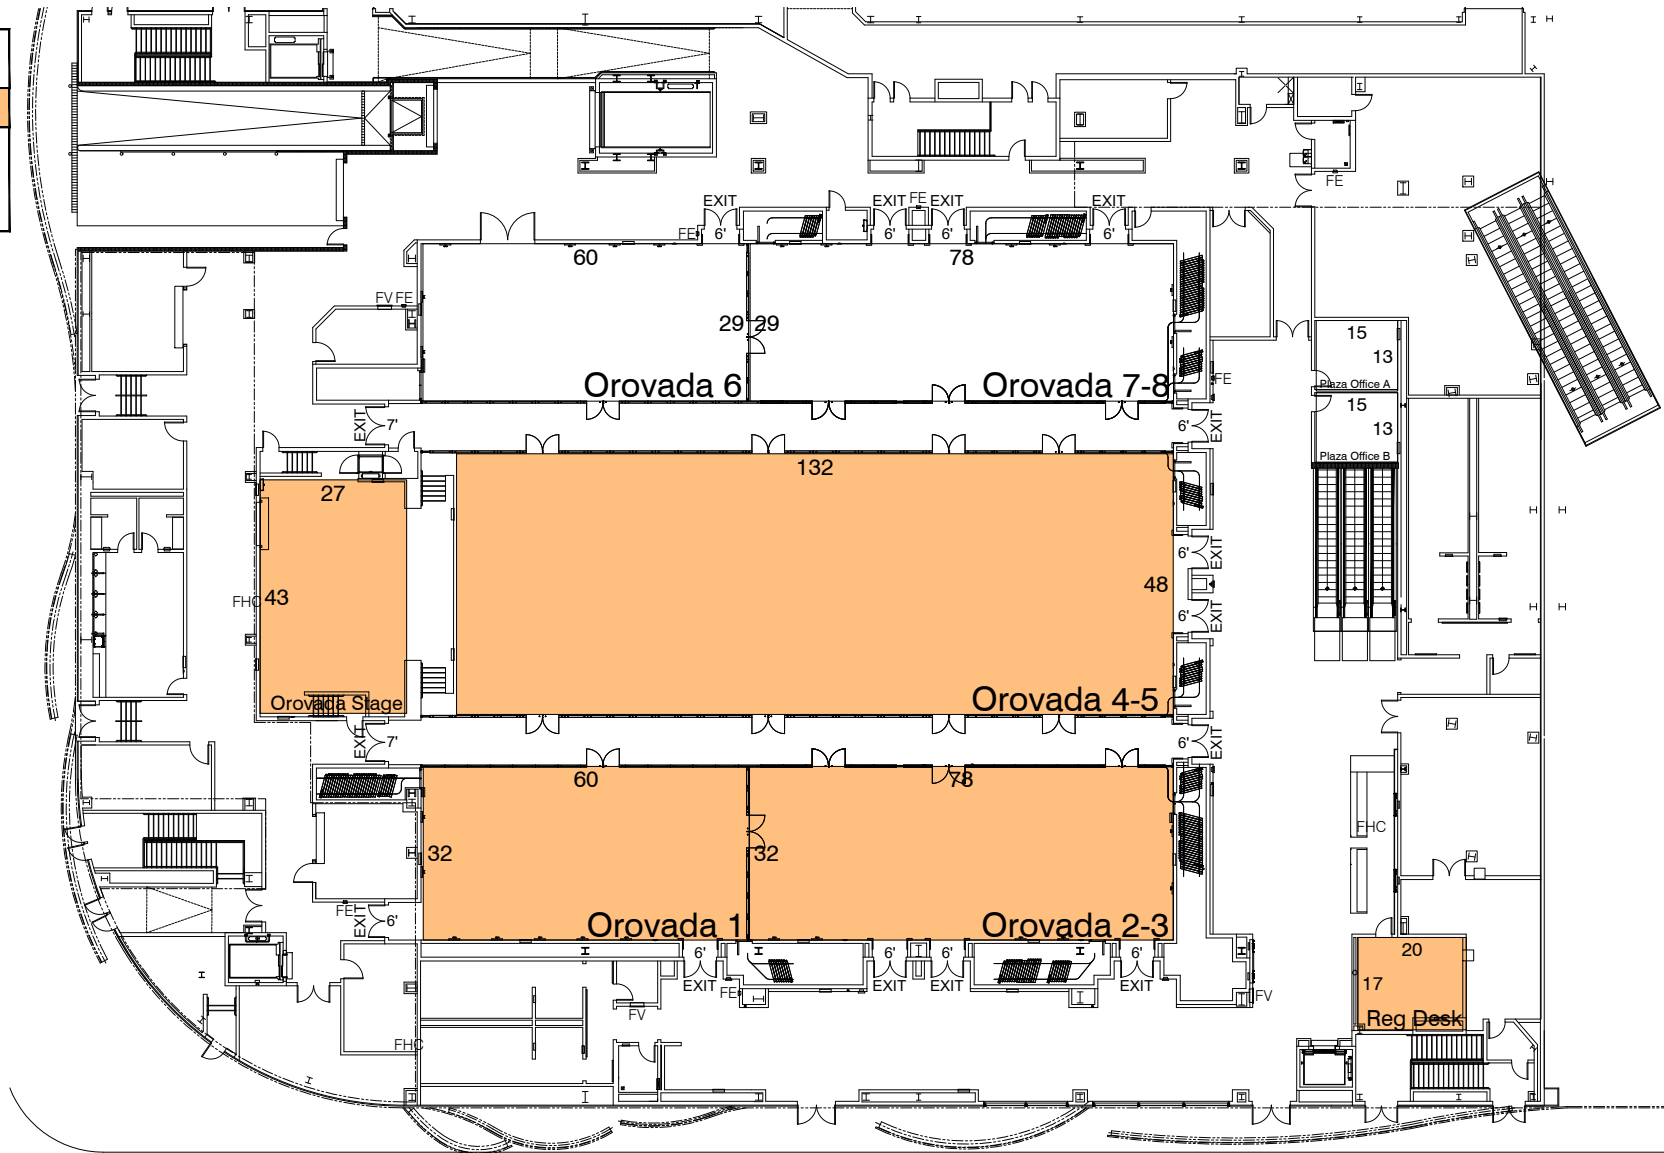 EXIT
EXIT
FE
EXIT
EXIT
FE
6'
6'
6'
6'
FE
60
78
FV FE
29
29
15
13
Plaza Office A
FE
Orovada 6
Orovada 7-8
15
13
Plaza Office B
EXIT
7'
6'
EXIT
132
27
6'
EXIT
43
48
FHC
6'
EXIT
Orovada Stage
Orovada 4-5
EXIT
7'
6'
EXIT
60
78
32
32
FHC
FE
EXIT
6'
Orovada 1
Orovada 2-3
6'
6'
6'
6'
20
17
EXIT
FE
EXIT
EXIT
EXIT
FV
FV
Reg Desk
FHC